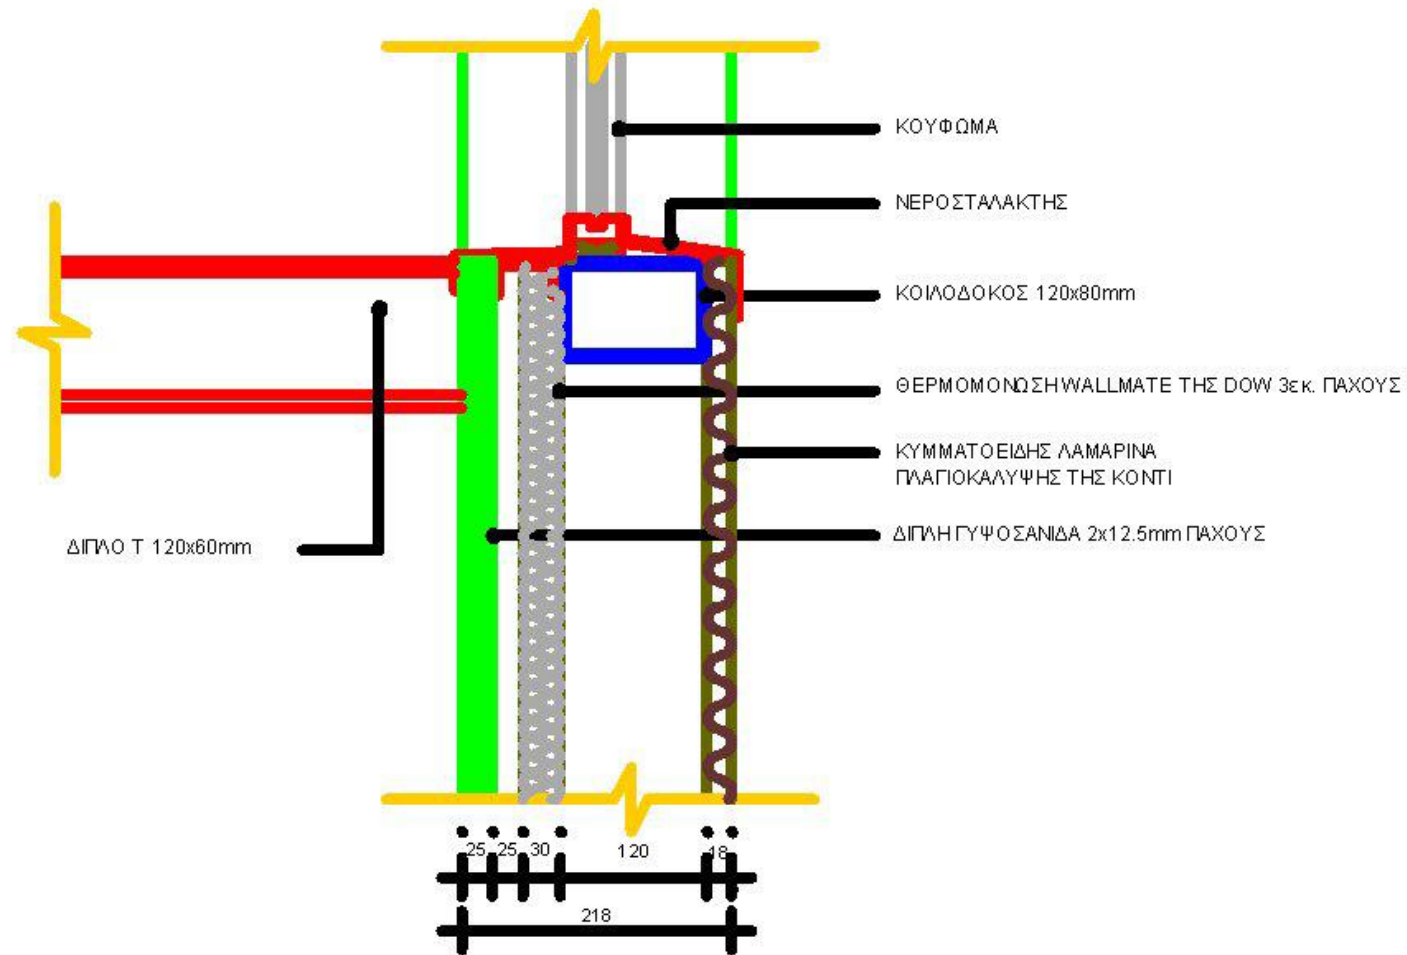 ΚΟΥΦΩΜΑ
ΝΕΡΟΣΤΑΛΑΚΤΗΣ
ΚΟΙΛΟΔΟΚΟΣ 120x80mm
ΘΕΡΜΟΜΟΝΩΣΗ WALLMATE ΤΗΣ DOW 3εκ. ΠΑΧΟΥΣ
ΚΥΜΜΑΤΟΕΙΔΗΣ ΛΑΜΑΡΙΝΑ
ΠΛΑΓΙΟΚΑΛΥΨΗΣ ΤΗΣ ΚΟΝΤΙ
ΔΙΠΛΗ ΓΥΨΟΣΑΝΙΔΑ 2x12.5mm ΠΑΧΟΥΣ
ΔΙΠΛΟ Τ 120x60mm
25 25 30 120 18
218